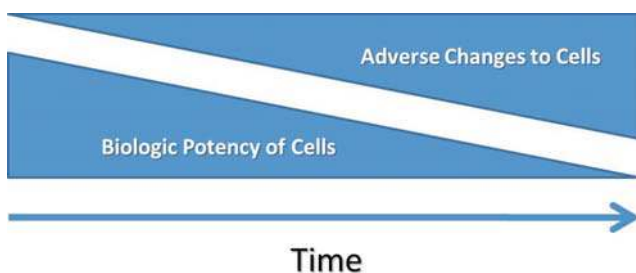 Adverse Changes to Cells
Biologic Potency of Cells
Time